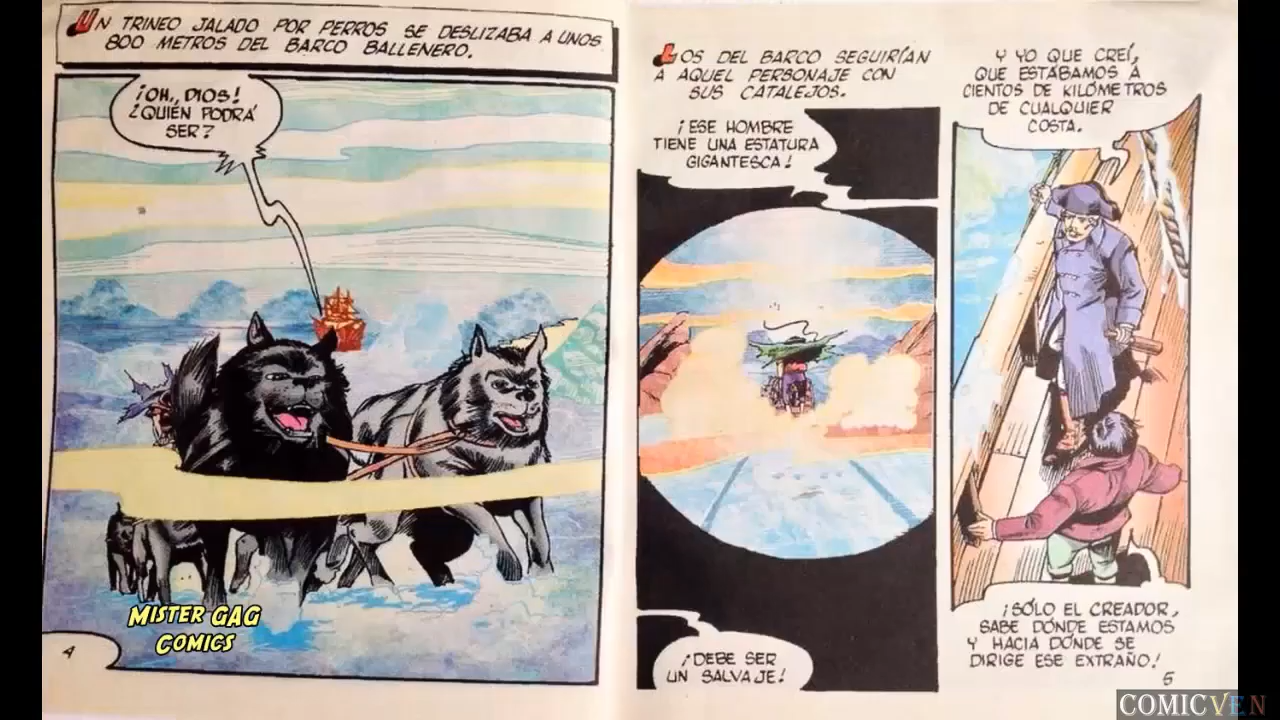 UN TRINEO JALADO POR PERROS SE DESLIZABA A UNOS
800 METROS DEL BARCO BALLENERO.
¡OH, DIOS!
¿QUIÉN PODRÁ
SER?
MISTER GAG
COMICS
4
LOS DEL BARCO SEGUIRÍAN
A AQUEL PERSONAJE CON
SUS CATALEJOS.
¡ESE HOMBRE
TIENE UNA ESTATURA
GIGANTESCA!
¡DEBE SER
UN SALVAJE!
Y YO QUE CREÍ,
QUE ESTÁBAMOS A
CIENTOS DE KILÓMETROS
DE CUALQUIER
COSTA.
¡SÓLO EL CREADOR,
SABE DÓNDE ESTAMOS
Y HACIA DÓNDE SE
DIRIGE ESE EXTRAÑO!
5
COMICVEN